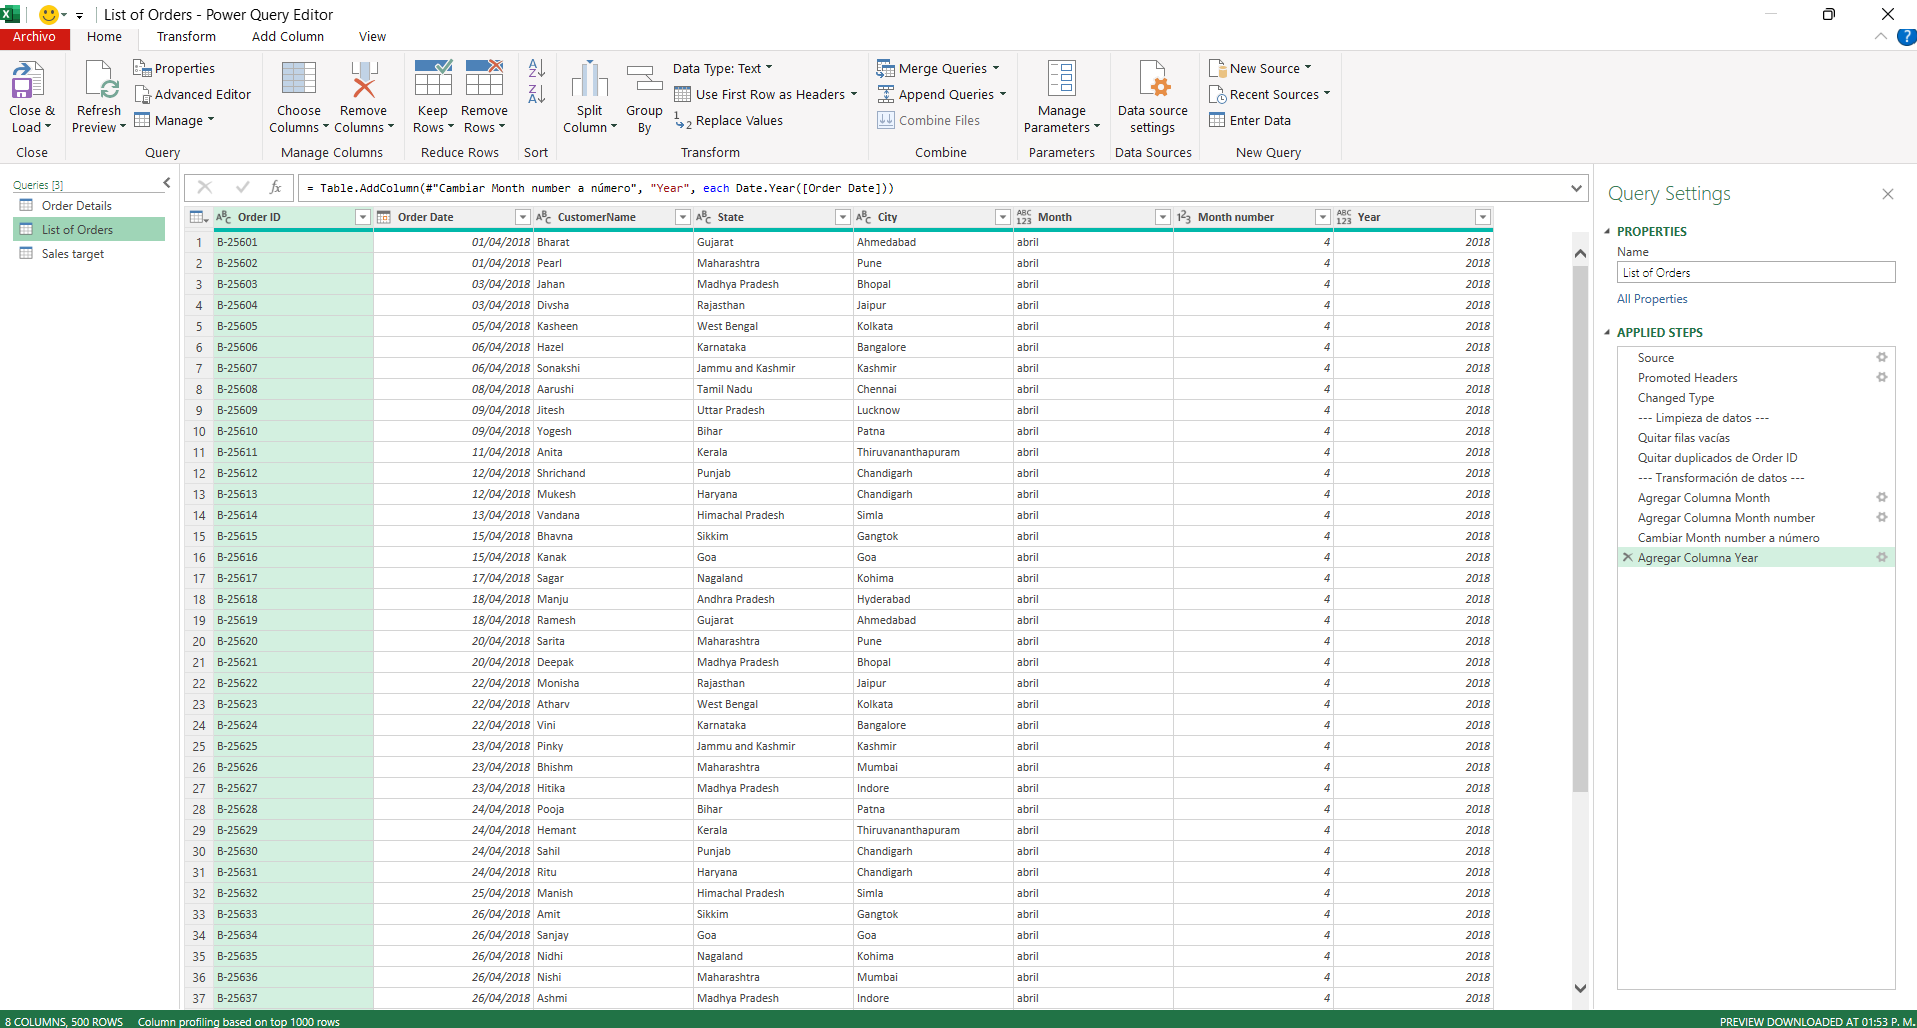 List of Orders - Power Query Editor
Archivo Home Transform Add Column View ?
Close & Load
Close
Refresh Preview
Properties
Advanced Editor
Manage
Query
Choose Columns
Remove Columns
Manage Columns
Keep Rows
Remove Rows
Reduce Rows
Sort
Split Column
Group By
Data Type: Text
Use First Row as Headers
Replace Values
Transform
Merge Queries
Append Queries
Combine Files
Combine
Manage Parameters
Parameters
Data source settings
Data Sources
New Source
Recent Sources
Enter Data
New Query
Queries [3]
Order Details
List of Orders
Sales target
fx = Table.AddColumn(#"Cambiar Month number a número", "Year", each Date.Year([Order Date]))
Order ID Order Date CustomerName State City Month Month number Year
1 B-25601 01/04/2018 Bharat Gujarat Ahmedabad abril 4 2018
2 B-25602 01/04/2018 Pearl Maharashtra Pune abril 4 2018
3 B-25603 03/04/2018 Jahan Madhya Pradesh Bhopal abril 4 2018
4 B-25604 03/04/2018 Divsha Rajasthan Jaipur abril 4 2018
5 B-25605 05/04/2018 Kasheen West Bengal Kolkata abril 4 2018
6 B-25606 06/04/2018 Hazel Karnataka Bangalore abril 4 2018
7 B-25607 06/04/2018 Sonakshi Jammu and Kashmir Kashmir abril 4 2018
8 B-25608 08/04/2018 Aarushi Tamil Nadu Chennai abril 4 2018
9 B-25609 09/04/2018 Jitesh Uttar Pradesh Lucknow abril 4 2018
10 B-25610 09/04/2018 Yogesh Bihar Patna abril 4 2018
11 B-25611 11/04/2018 Anita Kerala Thiruvananthapuram abril 4 2018
12 B-25612 12/04/2018 Shrichand Punjab Chandigarh abril 4 2018
13 B-25613 12/04/2018 Mukesh Haryana Chandigarh abril 4 2018
14 B-25614 13/04/2018 Vandana Himachal Pradesh Simla abril 4 2018
15 B-25615 15/04/2018 Bhavna Sikkim Gangtok abril 4 2018
16 B-25616 15/04/2018 Kanak Goa Goa abril 4 2018
17 B-25617 17/04/2018 Sagar Nagaland Kohima abril 4 2018
18 B-25618 18/04/2018 Manju Andhra Pradesh Hyderabad abril 4 2018
19 B-25619 18/04/2018 Ramesh Gujarat Ahmedabad abril 4 2018
20 B-25620 20/04/2018 Sarita Maharashtra Pune abril 4 2018
21 B-25621 20/04/2018 Deepak Madhya Pradesh Bhopal abril 4 2018
22 B-25622 22/04/2018 Monisha Rajasthan Jaipur abril 4 2018
23 B-25623 22/04/2018 Atharv West Bengal Kolkata abril 4 2018
24 B-25624 22/04/2018 Vini Karnataka Bangalore abril 4 2018
25 B-25625 23/04/2018 Pinky Jammu and Kashmir Kashmir abril 4 2018
26 B-25626 23/04/2018 Bhishm Maharashtra Mumbai abril 4 2018
27 B-25627 23/04/2018 Hitika Madhya Pradesh Indore abril 4 2018
28 B-25628 24/04/2018 Pooja Bihar Patna abril 4 2018
29 B-25629 24/04/2018 Hemant Kerala Thiruvananthapuram abril 4 2018
30 B-25630 24/04/2018 Sahil Punjab Chandigarh abril 4 2018
31 B-25631 24/04/2018 Ritu Haryana Chandigarh abril 4 2018
32 B-25632 25/04/2018 Manish Himachal Pradesh Simla abril 4 2018
33 B-25633 26/04/2018 Amit Sikkim Gangtok abril 4 2018
34 B-25634 26/04/2018 Sanjay Goa Goa abril 4 2018
35 B-25635 26/04/2018 Nidhi Nagaland Kohima abril 4 2018
36 B-25636 26/04/2018 Nishi Maharashtra Mumbai abril 4 2018
37 B-25637 26/04/2018 Ashmi Madhya Pradesh Indore abril 4 2018
Query Settings
PROPERTIES
Name
List of Orders
All Properties
APPLIED STEPS
Source
Promoted Headers
Changed Type
--- Limpieza de datos ---
Quitar filas vacías
Quitar duplicados de Order ID
--- Transformación de datos ---
Agregar Columna Month
Agregar Columna Month number
Cambiar Month number a número
Agregar Columna Year
8 COLUMNS, 500 ROWS Column profiling based on top 1000 rows PREVIEW DOWNLOADED AT 01:53 P. M.